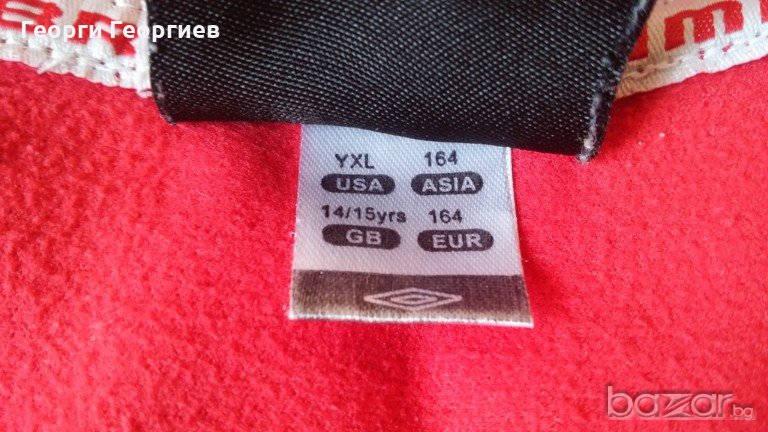 Георги Георгиев
YXL 164
USA ASIA
14/15yrs 164
GB EUR
bazar.bg